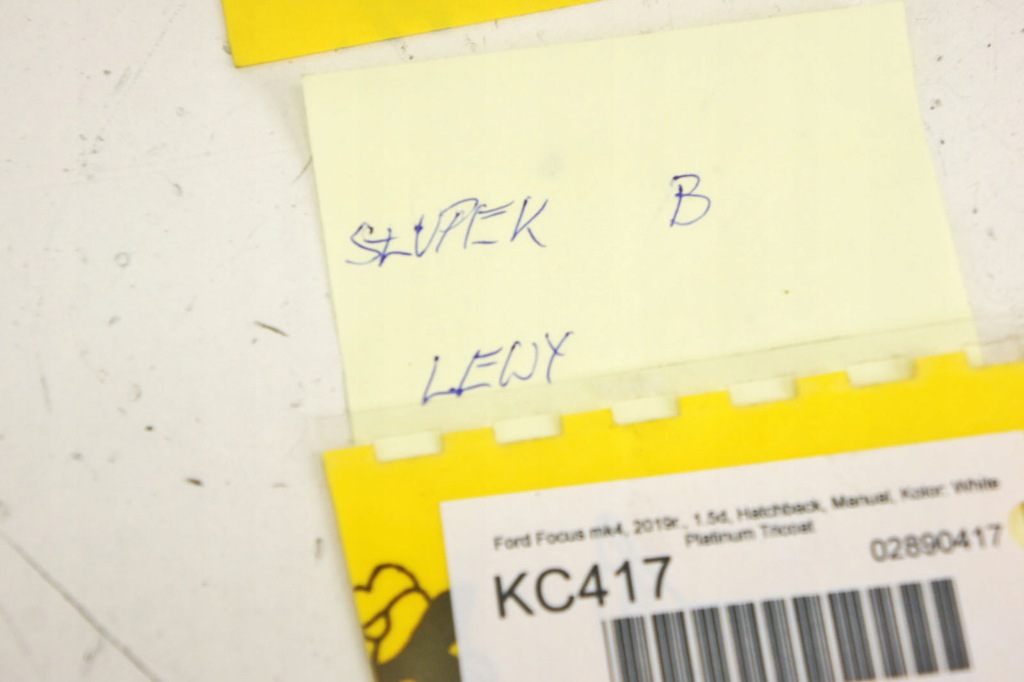 SŁUPEK B
LEWY
Ford Focus mk4, 2019r., 1.5d, Hatchback, Manual, Kolor: White
Platinum Tricoat
KC417 02890417